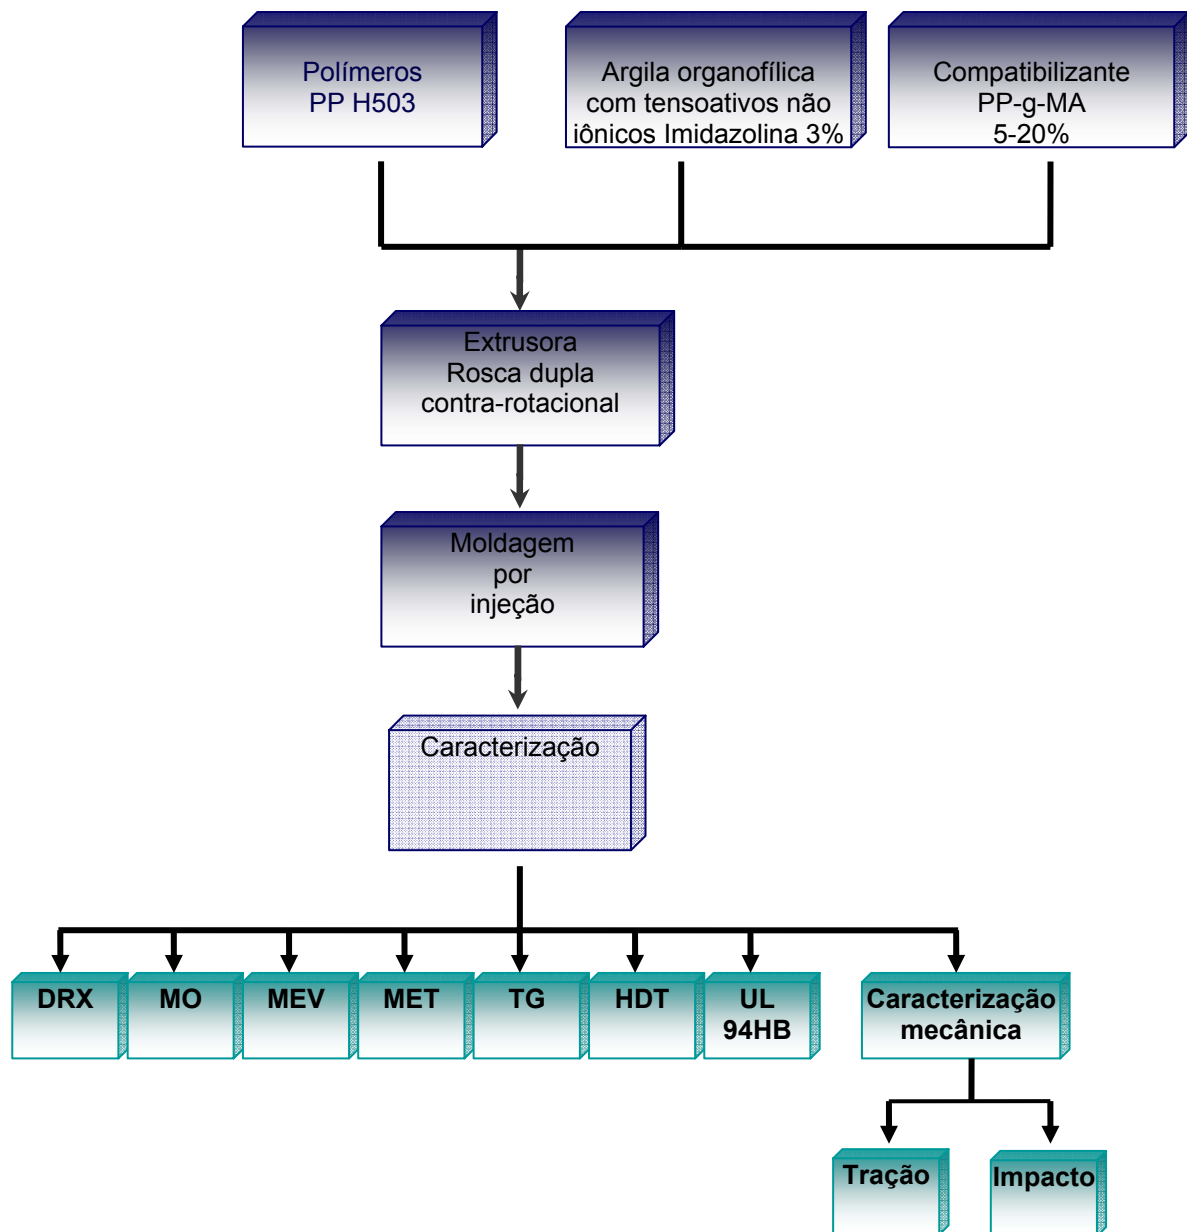 Polímeros
PP H503
Argila organofílica
com tensoativos não
iônicos Imidazolina 3%
Compatibilizante
PP-g-MA
5-20%
Extrusora
Rosca dupla
contra-rotacional
Moldagem
por
injeção
Caracterização
DRX
MO
MEV
MET
TG
HDT
UL
94HB
Caracterização
mecânica
Tração
Impacto